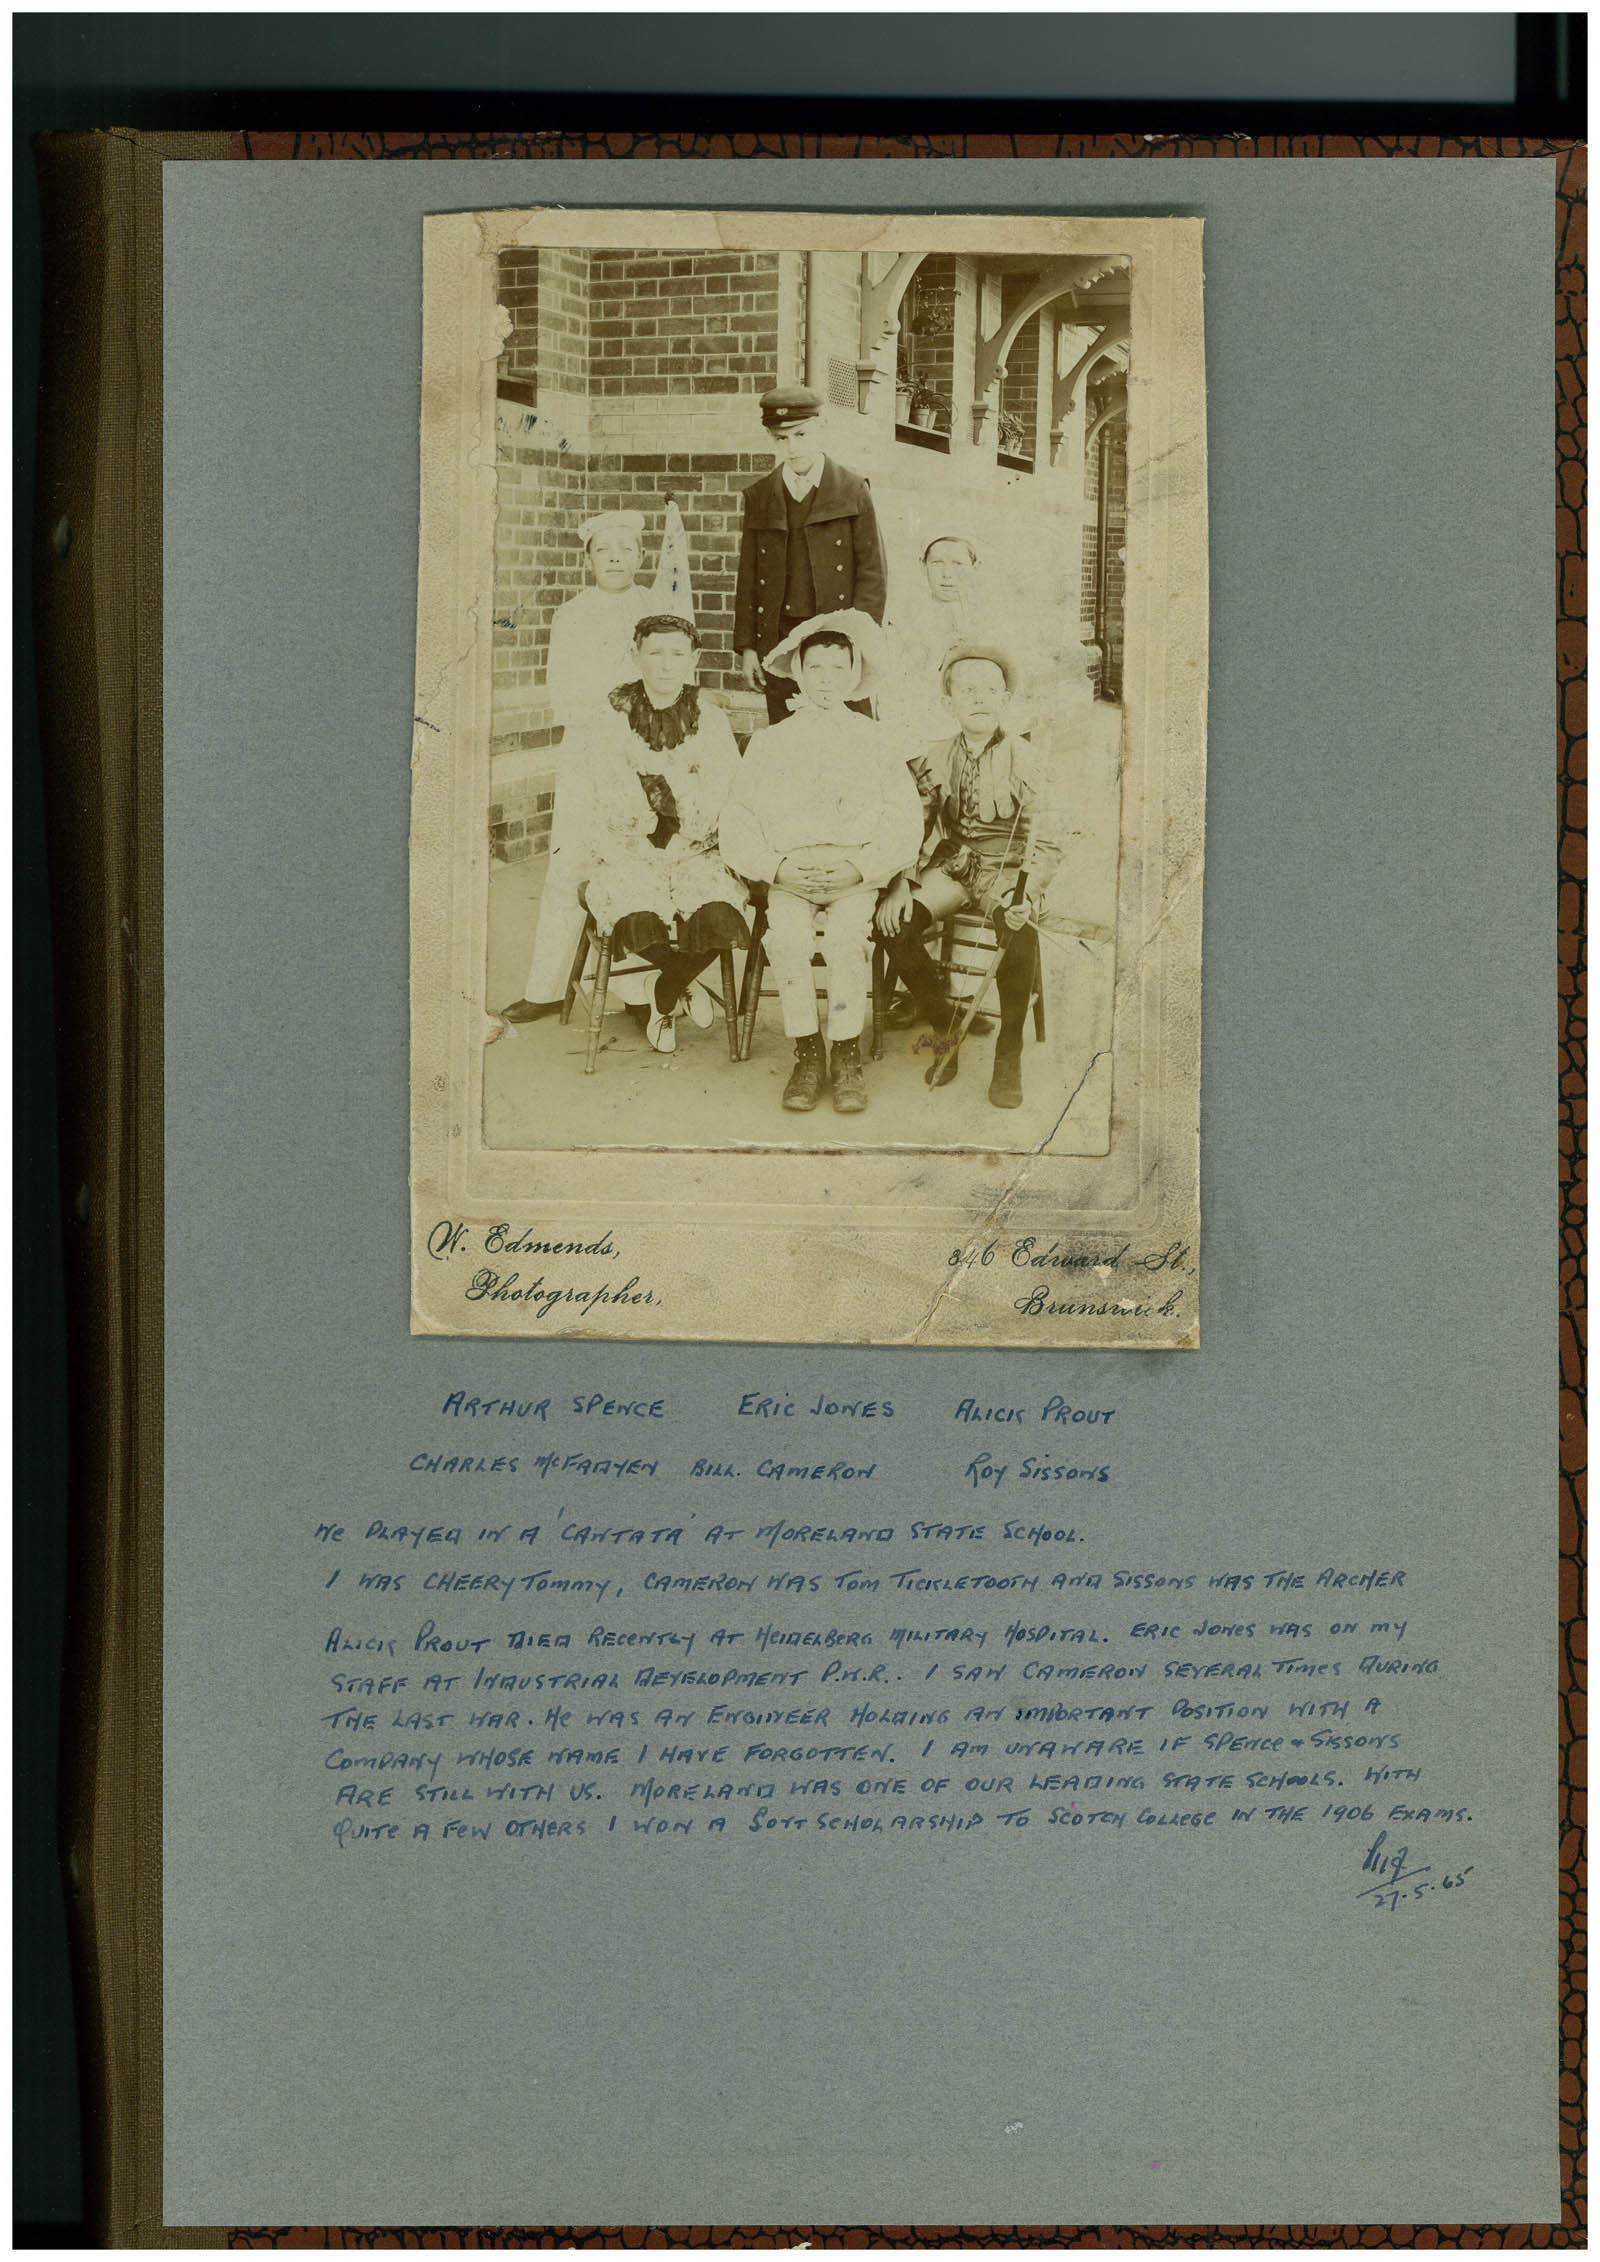 W. Edmends,
Photographer,
846 Edward St.,
Brunswick.
ARTHUR SPENCE ERIC JONES ALICK PROUT
CHARLES McFADYEN BILL. CAMERON ROY SISSONS
WE PLAYED IN A 'CANTATA' AT MORELAND STATE SCHOOL.
I WAS CHEERY TOMMY, CAMERON WAS TOM TICKLETOOTH AND SISSONS WAS THE ARCHER
ALICK PROUT DIED RECENTLY AT HEIDELBERG MILITARY HOSPITAL. ERIC JONES WAS ON MY
STAFF AT INDUSTRIAL DEVELOPMENT P.W.R.. I SAW CAMERON SEVERAL TIMES DURING
THE LAST WAR. HE WAS AN ENGINEER HOLDING AN IMPORTANT POSITION WITH A
COMPANY WHOSE NAME I HAVE FORGOTTEN. I AM UNAWARE IF SPENCE & SISSONS
ARE STILL WITH US. MORELAND WAS ONE OF OUR LEADING STATE SCHOOLS. WITH
QUITE A FEW OTHERS I WON A GOVT SCHOLARSHIP TO SCOTCH COLLEGE IN THE 1906 EXAMS.
27.5.65